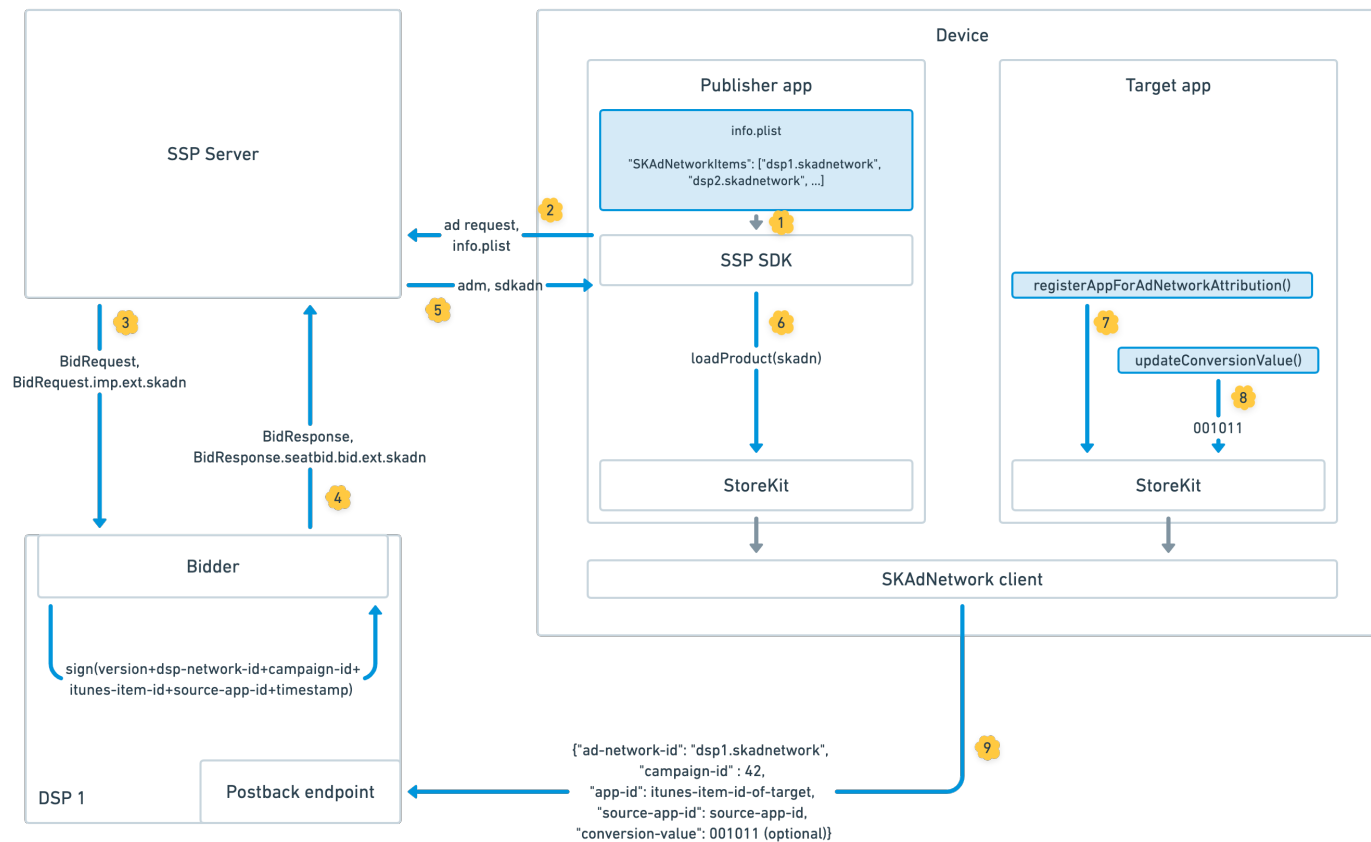 Device
SSP Server
Publisher app
info.plist
"SKAdNetworkItems": ["dsp1.skadnetwork",
"dsp2.skadnetwork", ...]
1
2
ad request,
info.plist
SSP SDK
adm, sdkadn
5
6
loadProduct(skadn)
StoreKit
Target app
registerAppForAdNetworkAttribution()
7
updateConversionValue()
8
001011
StoreKit
3
BidRequest,
BidRequest.imp.ext.skadn
BidResponse,
BidResponse.seatbid.bid.ext.skadn
4
Bidder
sign(version+dsp-network-id+campaign-id+
itunes-item-id+source-app-id+timestamp)
DSP 1
Postback endpoint
SKAdNetwork client
9
{"ad-network-id": "dsp1.skadnetwork",
"campaign-id" : 42,
"app-id": itunes-item-id-of-target,
"source-app-id": source-app-id,
"conversion-value": 001011 (optional)}